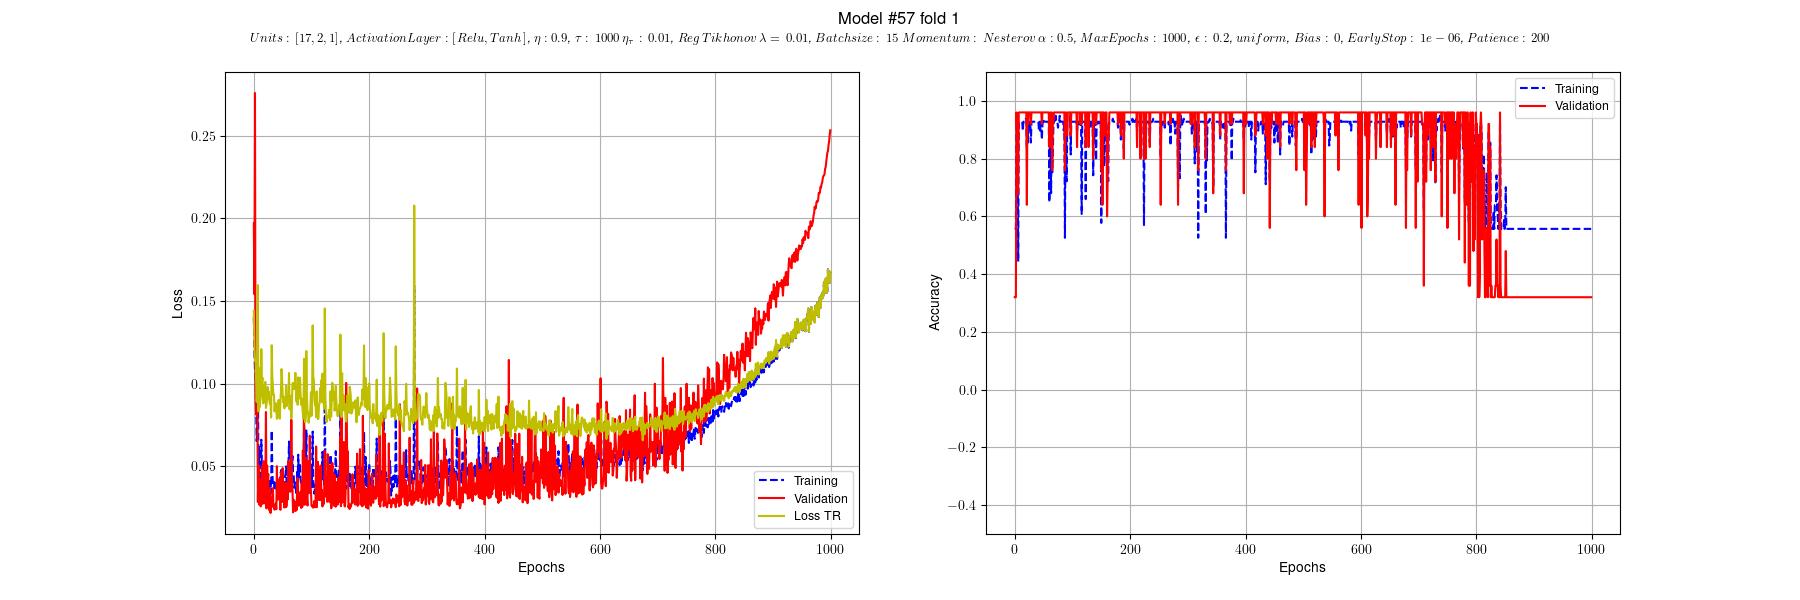 Model #57 fold 1
Units : [17, 2, 1], ActivationLayer : [Relu, Tanh], η : 0.9, τ : 1000 ητ : 0.01, Reg Tikhonov λ = 0.01, Batchsize : 15 Momentum : Nesterov α : 0.5, MaxEpochs : 1000, ϵ : 0.2, uniform, Bias : 0, EarlyStop : 1e − 06, Patience : 200
Loss
0.25
0.20
0.15
0.10
0.05
Training
Validation
Loss TR
0 200 400 600 800 1000
Epochs
Accuracy
1.0
0.8
0.6
0.4
0.2
0.0
−0.2
−0.4
Training
Validation
0 200 400 600 800 1000
Epochs